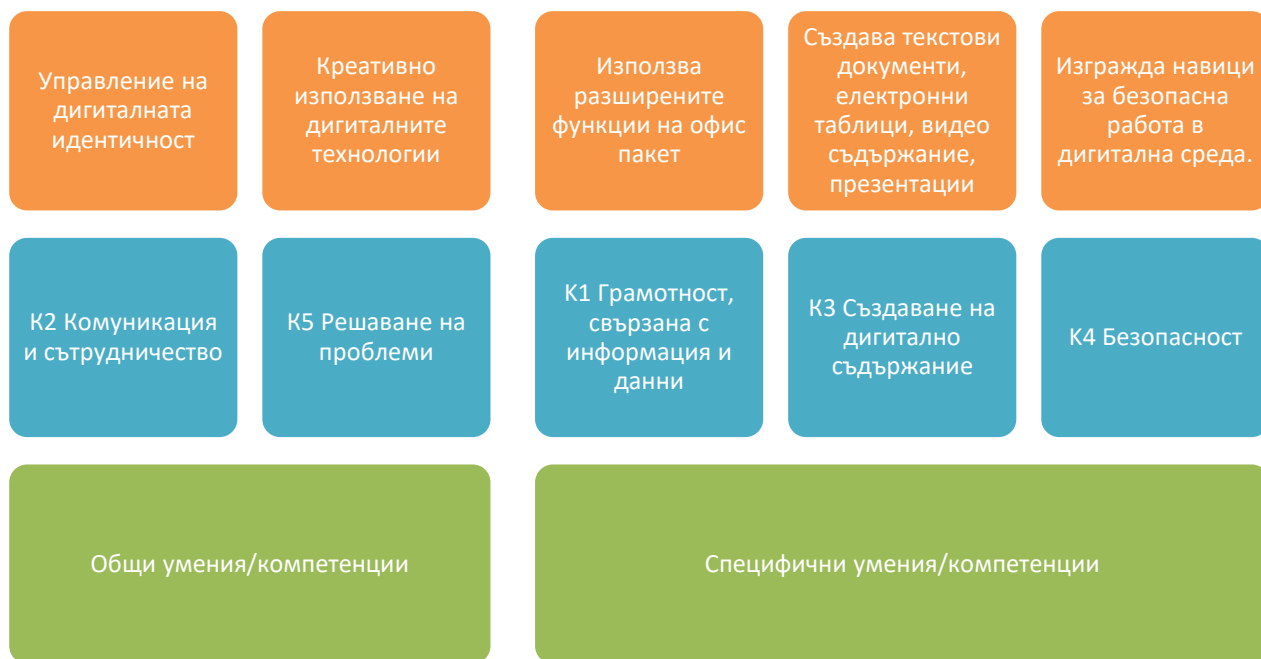 Управление на
дигиталната
идентичност
Креативно
използване на
дигиталните
технологии
Използва
разширените
функции на офис
пакет
Създава текстови
документи,
електронни
таблици, видео
съдържание,
презентации
Изгражда навици
за безопасна
работа в
дигитална среда.
К2 Комуникация
и сътрудничество
К5 Решаване на
проблеми
К1 Грамотност,
свързана с
информация и
данни
К3 Създаване на
дигитално
съдържание
К4 Безопасност
Общи умения/компетенции
Специфични умения/компетенции